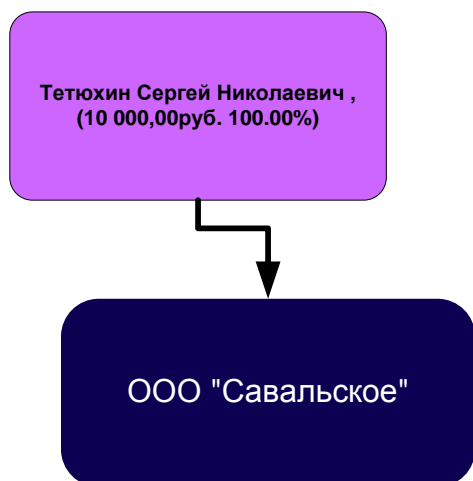 Тетюхин Сергей Николаевич ,
(10 000,00руб. 100.00%)
ООО "Савальское"